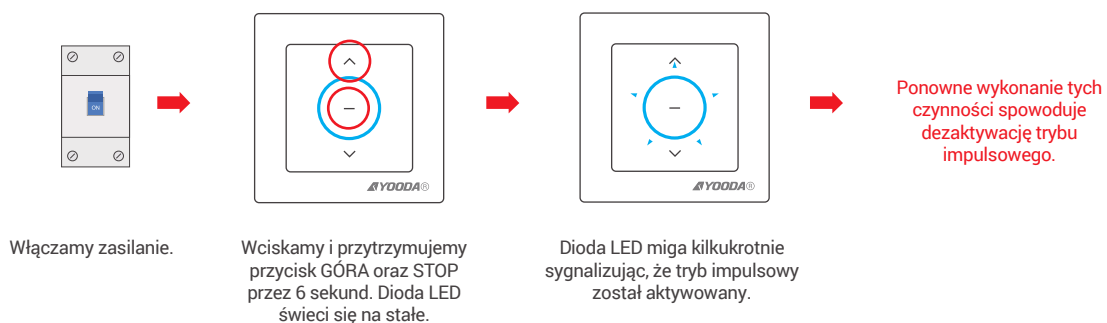 ON
YOODA®
YOODA®
Włączamy zasilanie.
Wciskamy i przytrzymujemy
przycisk GÓRA oraz STOP
przez 6 sekund. Dioda LED
świeci się na stałe.
Dioda LED miga kilkukrotnie
sygnalizując, że tryb impulsowy
został aktywowany.
Ponowne wykonanie tych
czynności spowoduje
dezaktywację trybu
impulsowego.